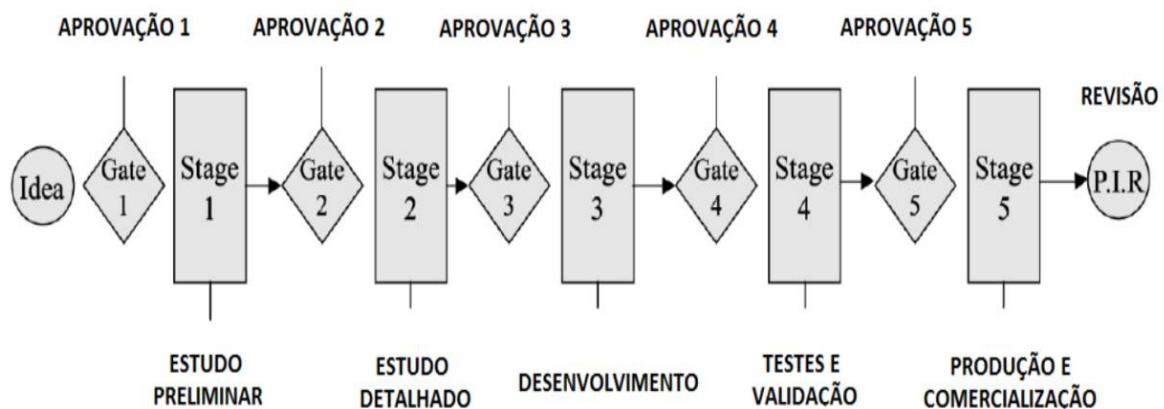 APROVAÇÃO 1
APROVAÇÃO 2
APROVAÇÃO 3
APROVAÇÃO 4
APROVAÇÃO 5
REVISÃO
Idea
Gate
1
Stage
1
Gate
2
Stage
2
Gate
3
Stage
3
Gate
4
Stage
4
Gate
5
Stage
5
P.I.R
ESTUDO
PRELIMINAR
ESTUDO
DETALHADO
DESENVOLVIMENTO
TESTES E
VALIDAÇÃO
PRODUÇÃO E
COMERCIALIZAÇÃO